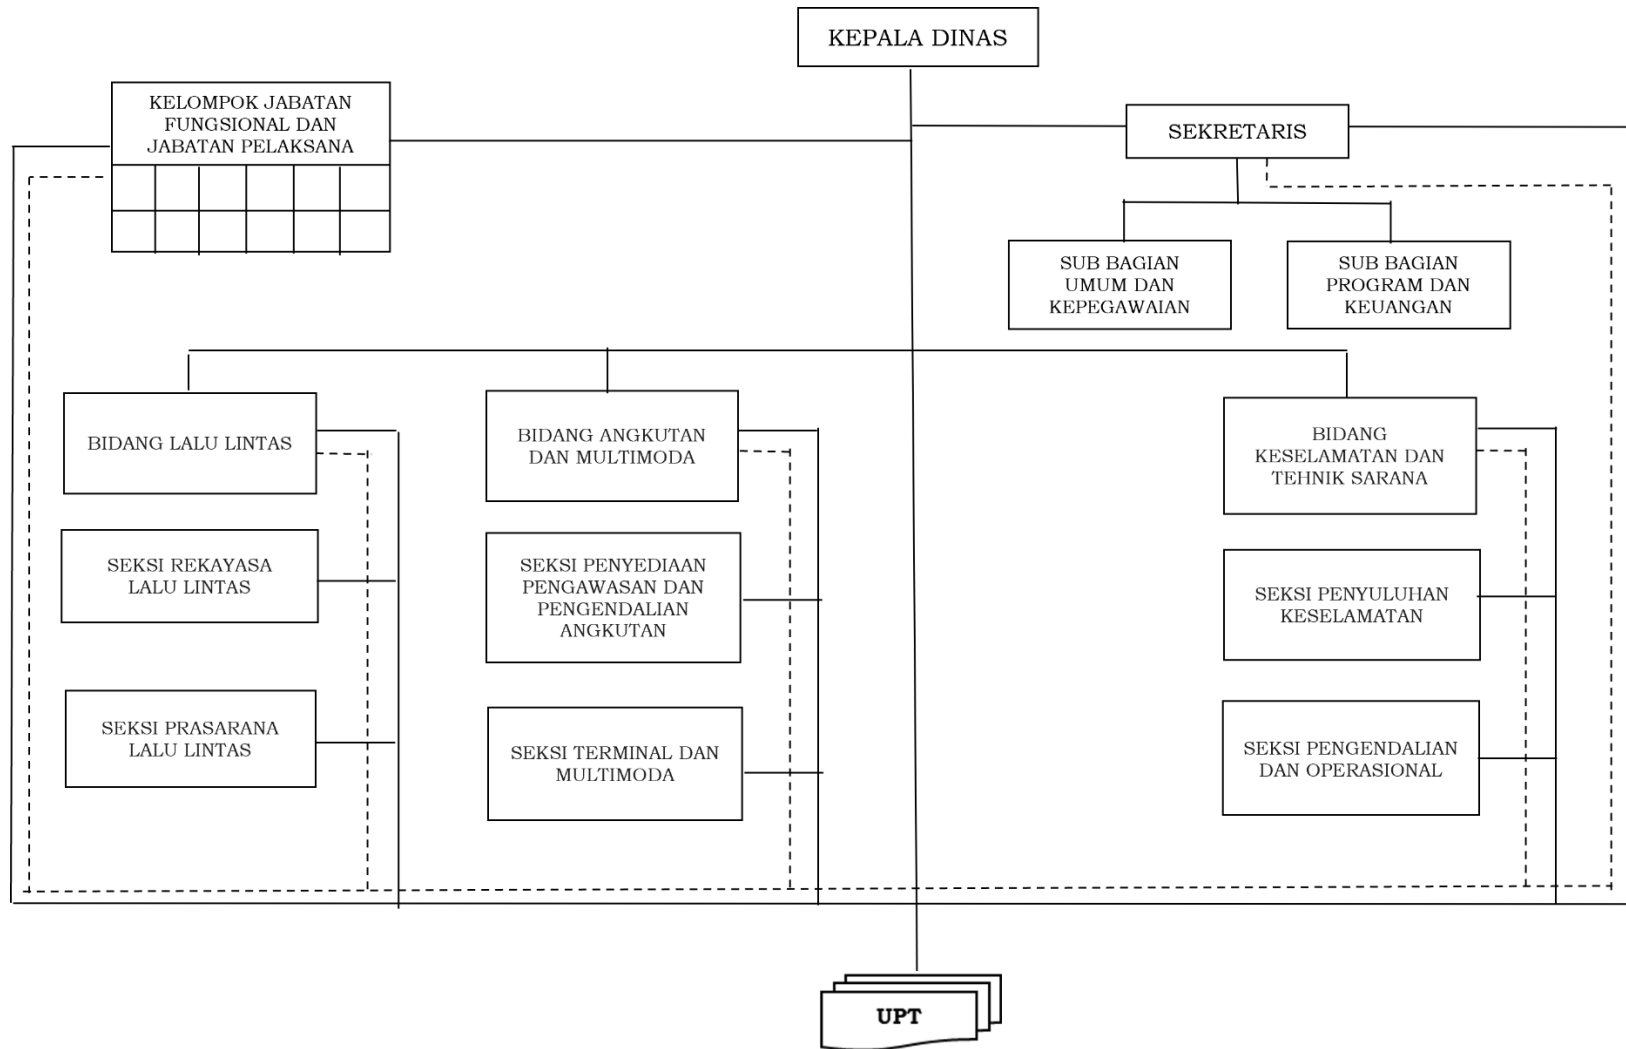 KEPALA DINAS
KELOMPOK JABATAN
FUNGSIONAL DAN
JABATAN PELAKSANA
SEKRETARIS
SUB BAGIAN
UMUM DAN
KEPEGAWAIAN
SUB BAGIAN
PROGRAM DAN
KEUANGAN
BIDANG LALU LINTAS
BIDANG ANGKUTAN
DAN MULTIMODA
BIDANG
KESELAMATAN DAN
TEHNIK SARANA
SEKSI REKAYASA
LALU LINTAS
SEKSI PENYEDIAAN
PENGAWASAN DAN
PENGENDALIAN
ANGKUTAN
SEKSI PENYULUHAN
KESELAMATAN
SEKSI PRASARANA
LALU LINTAS
SEKSI TERMINAL DAN
MULTIMODA
SEKSI PENGENDALIAN
DAN OPERASIONAL
UPT